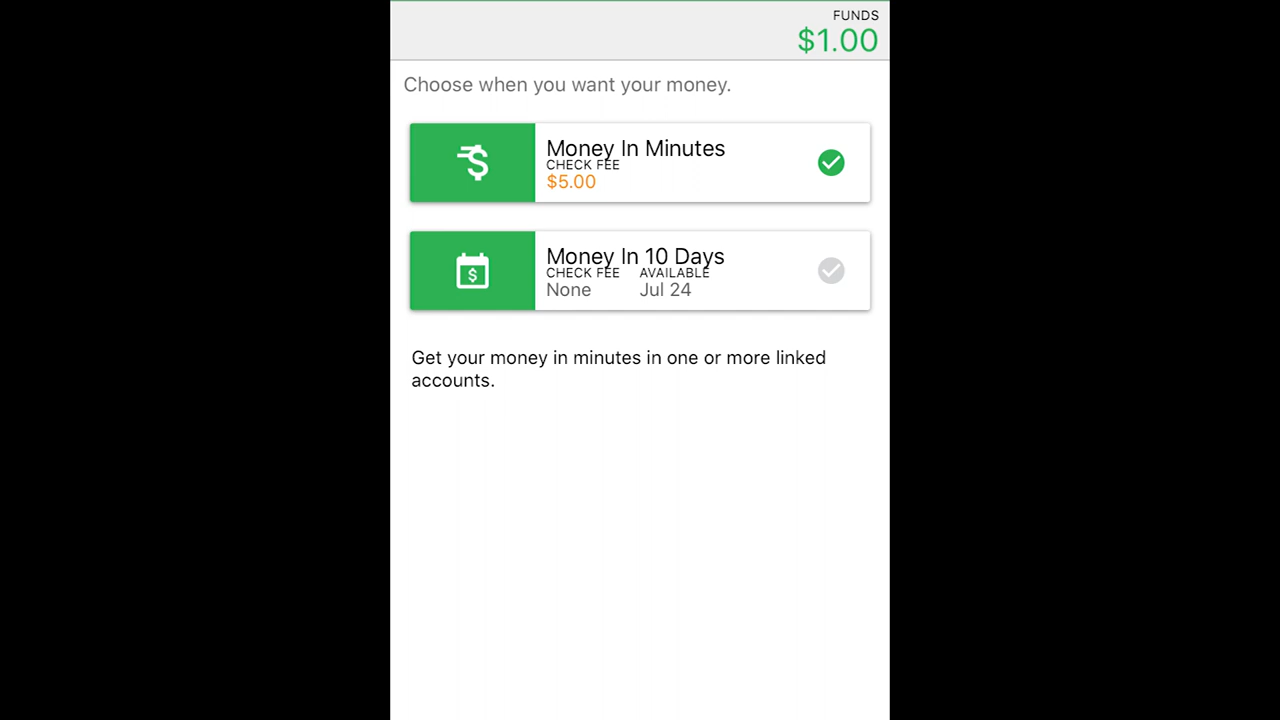 FUNDS
$1.00
Choose when you want your money.
Money In Minutes
CHECK FEE
$5.00
Money In 10 Days
CHECK FEE AVAILABLE
None Jul 24
Get your money in minutes in one or more linked
accounts.